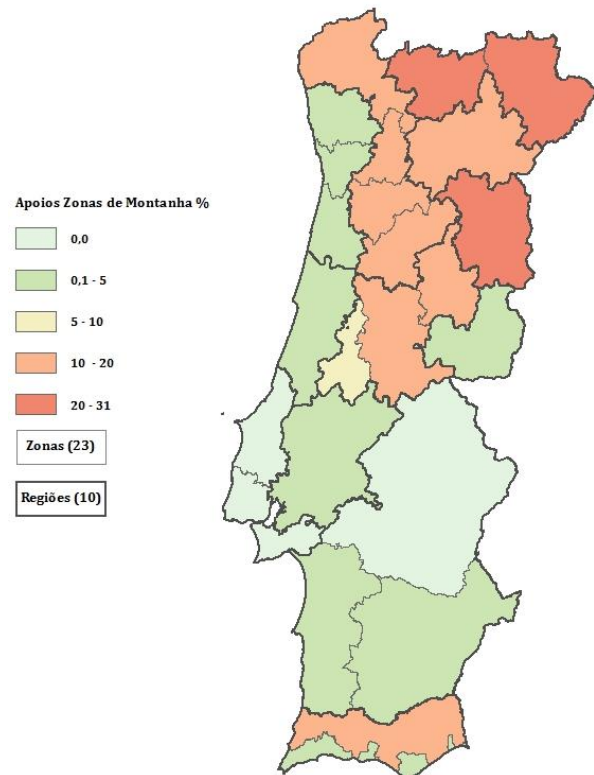 Apoios Zonas de Montanha %
0,0
0,1 - 5
5 - 10
10 - 20
20 - 31
Zonas (23)
Regiões (10)